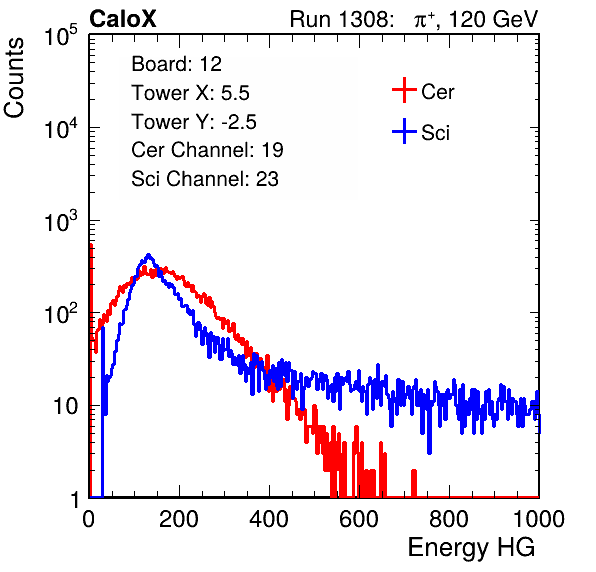 CaloX Run 1308: π⁺, 120 GeV
Counts
Board: 12
Tower X: 5.5
Tower Y: -2.5
Cer Channel: 19
Sci Channel: 23
Cer
Sci
10⁵
10⁴
10³
10²
10
1
0 200 400 600 800 1000
Energy HG